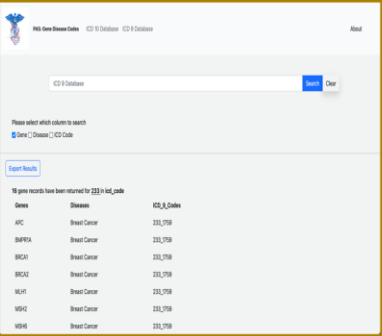 PAS: Gene Disease Codes ICD 10 Database ICD 9 Database About
ICD 9 Database Search Clear
Please select which column to search
Gene Disease ICD Code
Export Results
16 gene records have been returned for 233 in icd_code
Genes Diseases ICD_9_Codes
APC Breast Cancer 233_1759
BMPR1A Breast Cancer 233_1759
BRCA1 Breast Cancer 233_1759
BRCA2 Breast Cancer 233_1759
MLH1 Breast Cancer 233_1759
MSH2 Breast Cancer 233_1759
MSH6 Breast Cancer 233_1759